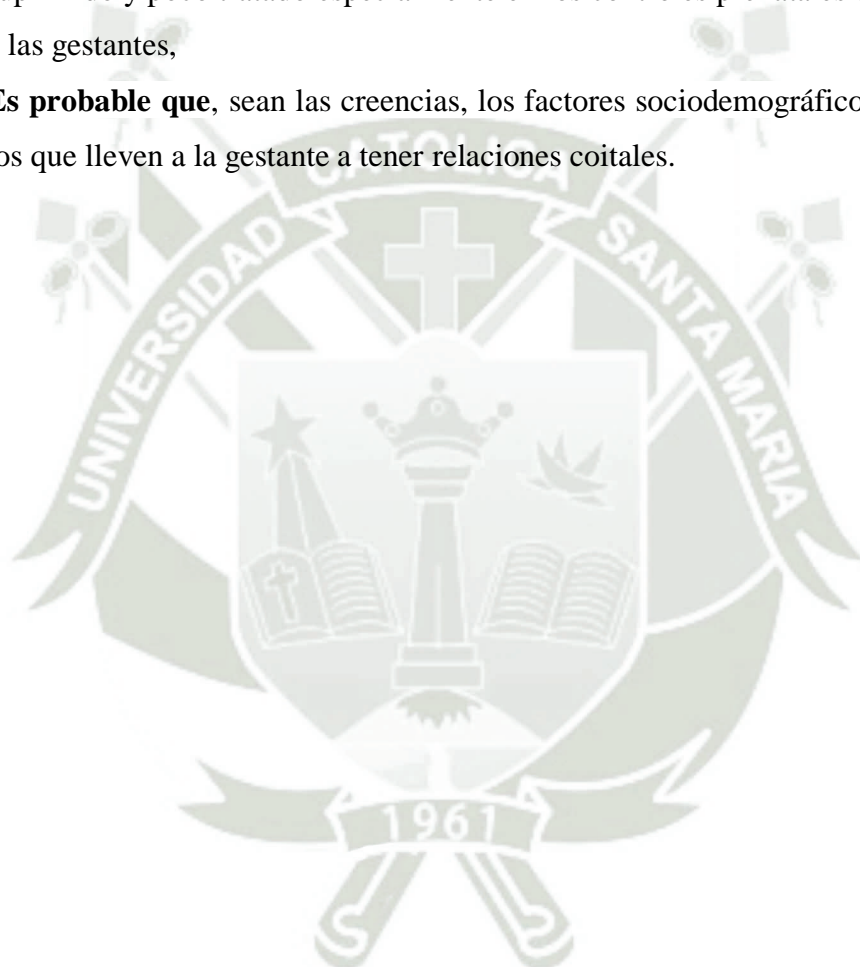 las gestantes,
Es probable que, sean las creencias, los factores sociodemográfico
os que lleven a la gestante a tener relaciones coitales.
UNIVERSIDAD CATOLICA SANTA MARIA
1961